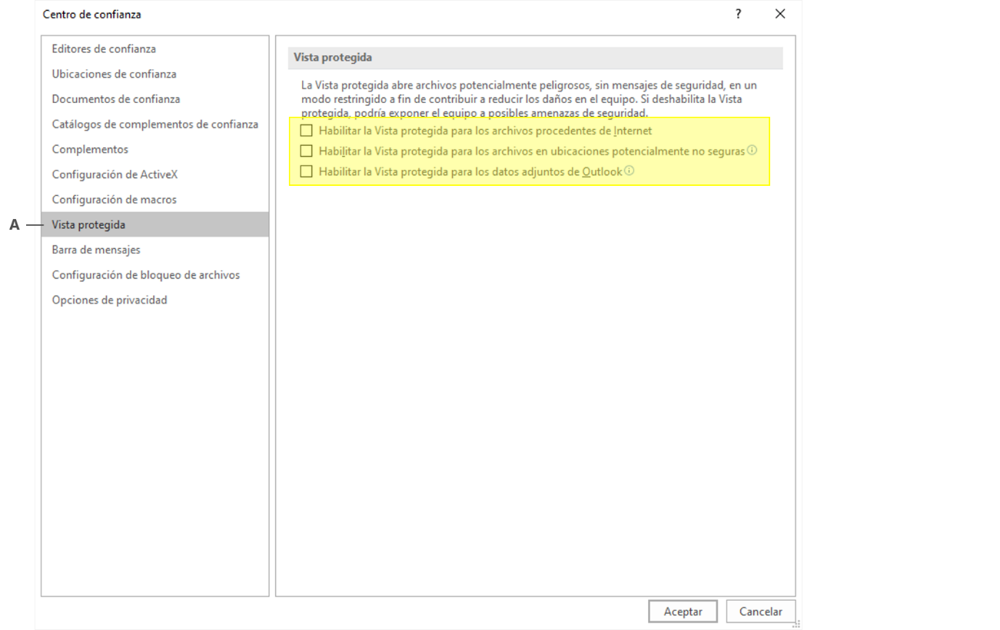 Centro de confianza
?
Editores de confianza
Ubicaciones de confianza
Documentos de confianza
Catálogos de complementos de confianza
Complementos
Configuración de ActiveX
Configuración de macros
A
Vista protegida
Barra de mensajes
Configuración de bloqueo de archivos
Opciones de privacidad
Vista protegida
La Vista protegida abre archivos potencialmente peligrosos, sin mensajes de seguridad, en un
modo restringido a fin de contribuir a reducir los daños en el equipo. Si deshabilita la Vista
protegida, podría exponer el equipo a posibles amenazas de seguridad.
Habilitar la Vista protegida para los archivos procedentes de Internet
Habilitar la Vista protegida para los archivos en ubicaciones potencialmente no seguras
Habilitar la Vista protegida para los datos adjuntos de Outlook
Aceptar
Cancelar